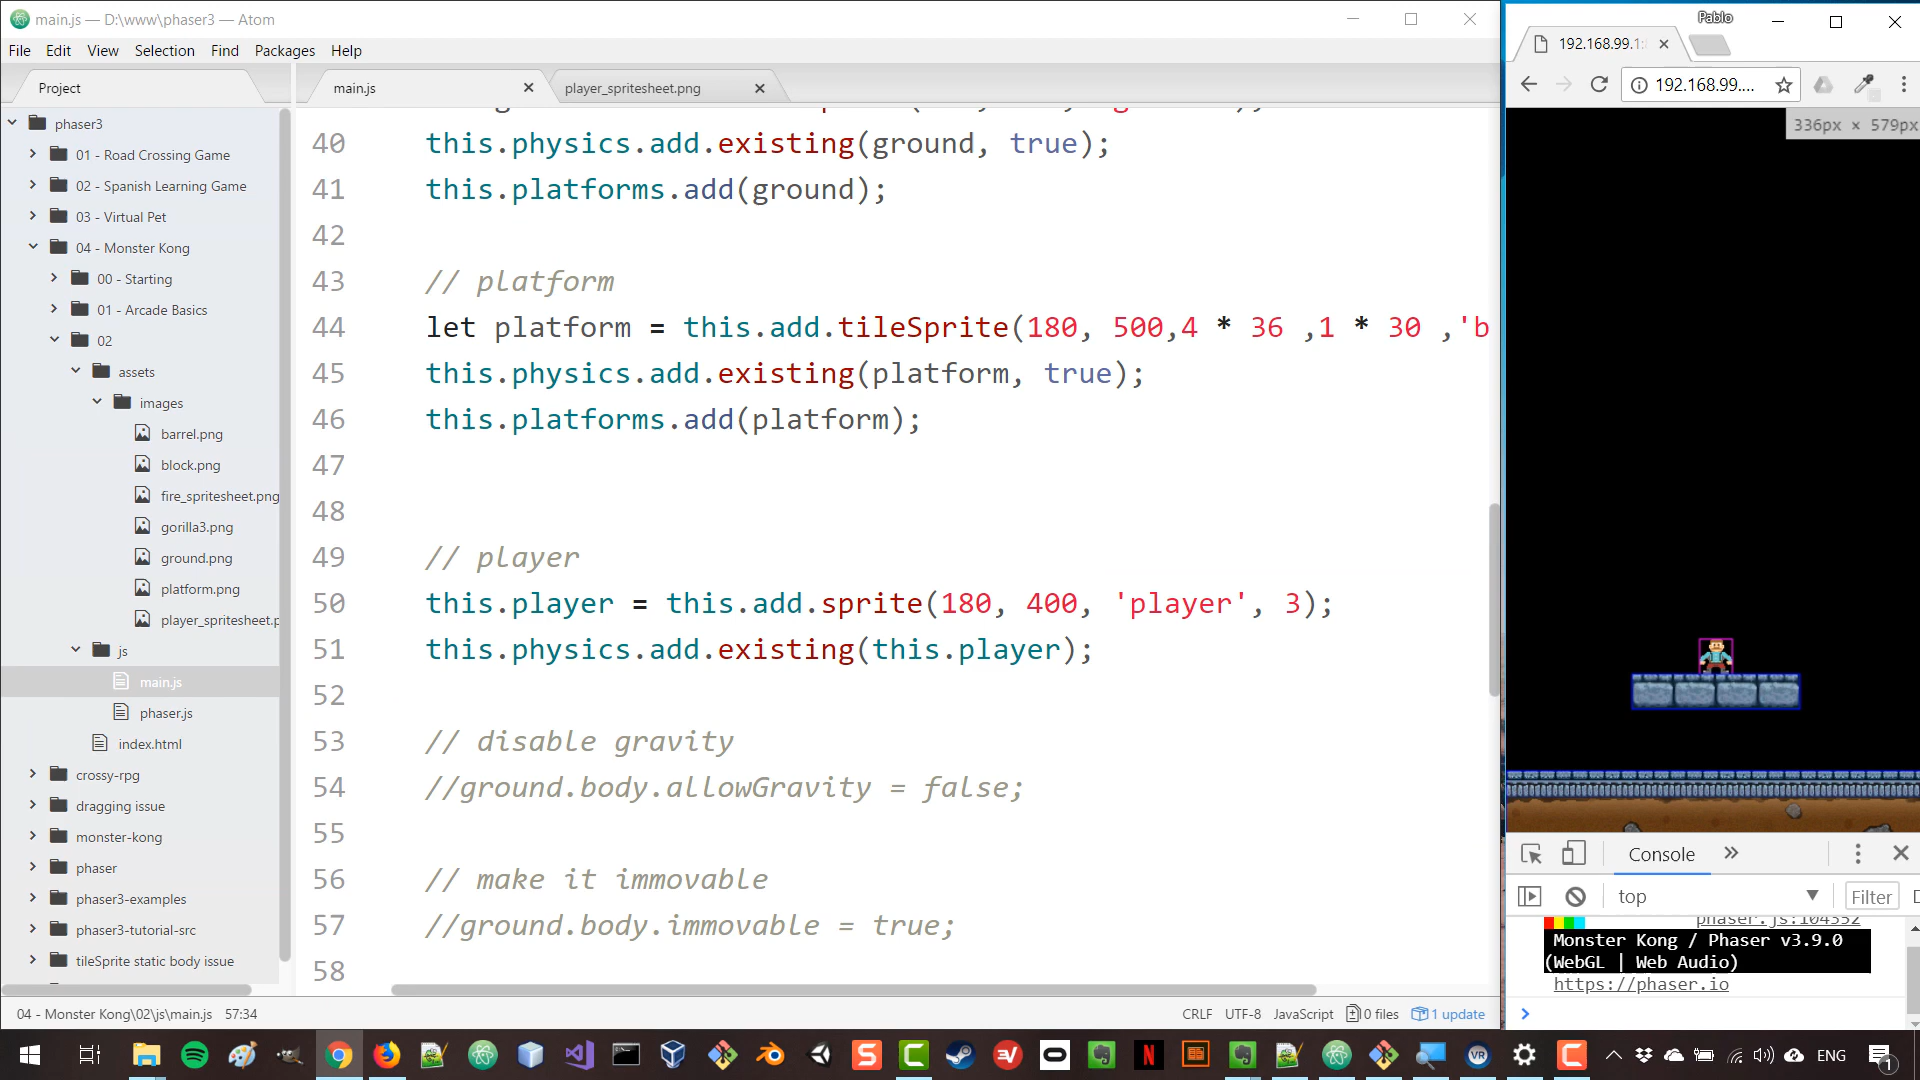 main.js — D:\www\phaser3 — Atom
File Edit View Selection Find Packages Help
Project
main.js
player_spritesheet.png
phaser3
01 - Road Crossing Game
02 - Spanish Learning Game
03 - Virtual Pet
04 - Monster Kong
00 - Starting
01 - Arcade Basics
02
assets
images
barrel.png
block.png
fire_spritesheet.png
gorilla3.png
ground.png
platform.png
player_spritesheet.p
js
main.js
phaser.js
index.html
crossy-rpg
dragging issue
monster-kong
phaser
phaser3-examples
phaser3-tutorial-src
tileSprite static body issue
40 this.physics.add.existing(ground, true);
41 this.platforms.add(ground);
42
43 // platform
44 let platform = this.add.tileSprite(180, 500,4 * 36 ,1 * 30 ,'b
45 this.physics.add.existing(platform, true);
46 this.platforms.add(platform);
47
48
49 // player
50 this.player = this.add.sprite(180, 400, 'player', 3);
51 this.physics.add.existing(this.player);
52
53 // disable gravity
54 //ground.body.allowGravity = false;
55
56 // make it immovable
57 //ground.body.immovable = true;
58
04 - Monster Kong\02\js\main.js 57:34
CRLF UTF-8 JavaScript 0 files 1 update
Pablo
192.168.99.1:
192.168.99....
336px × 579px
Console
top
Filter
phaser.js:104552
Monster Kong / Phaser v3.9.0
(WebGL | Web Audio)
https://phaser.io
ENG
1